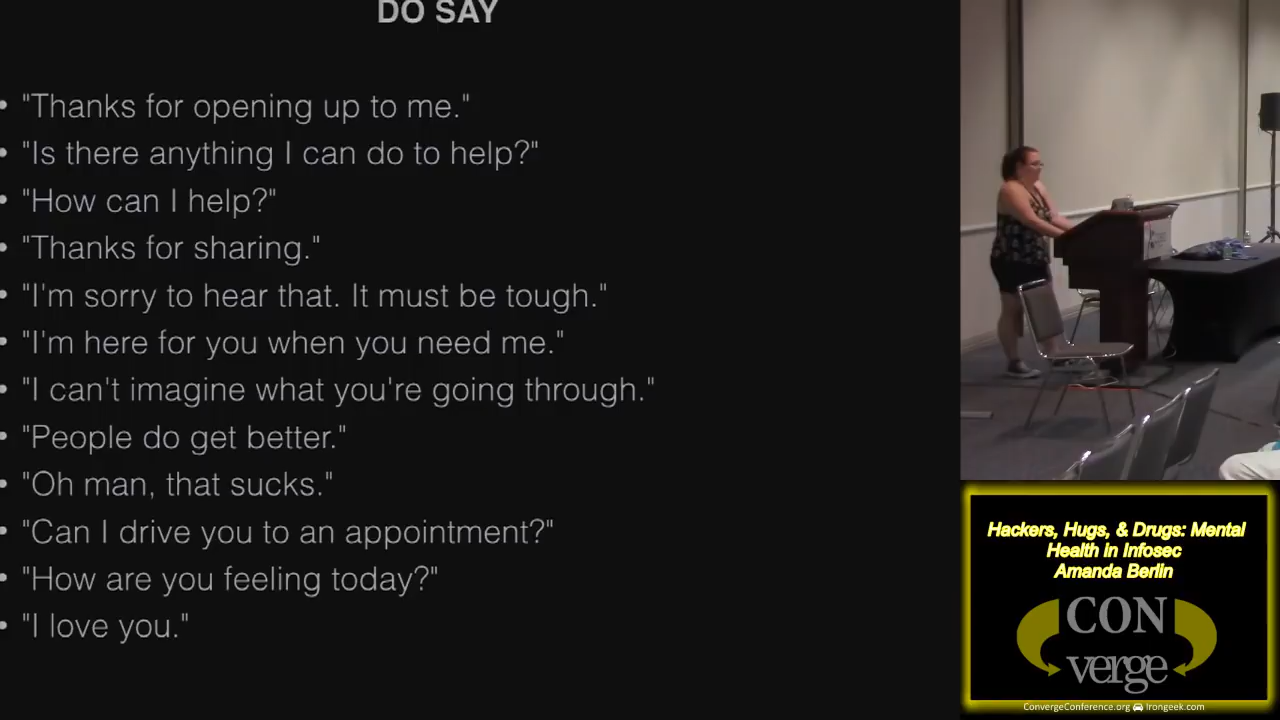 DO SAY
• "Thanks for opening up to me."
• "Is there anything I can do to help?"
• "How can I help?"
• "Thanks for sharing."
• "I'm sorry to hear that. It must be tough."
• "I'm here for you when you need me."
• "I can't imagine what you're going through."
• "People do get better."
• "Oh man, that sucks."
• "Can I drive you to an appointment?"
• "How are you feeling today?"
• "I love you."
Hackers, Hugs, & Drugs: Mental
Health in Infosec
Amanda Berlin
CON
verge
ConvergeConference.org Irongeek.com